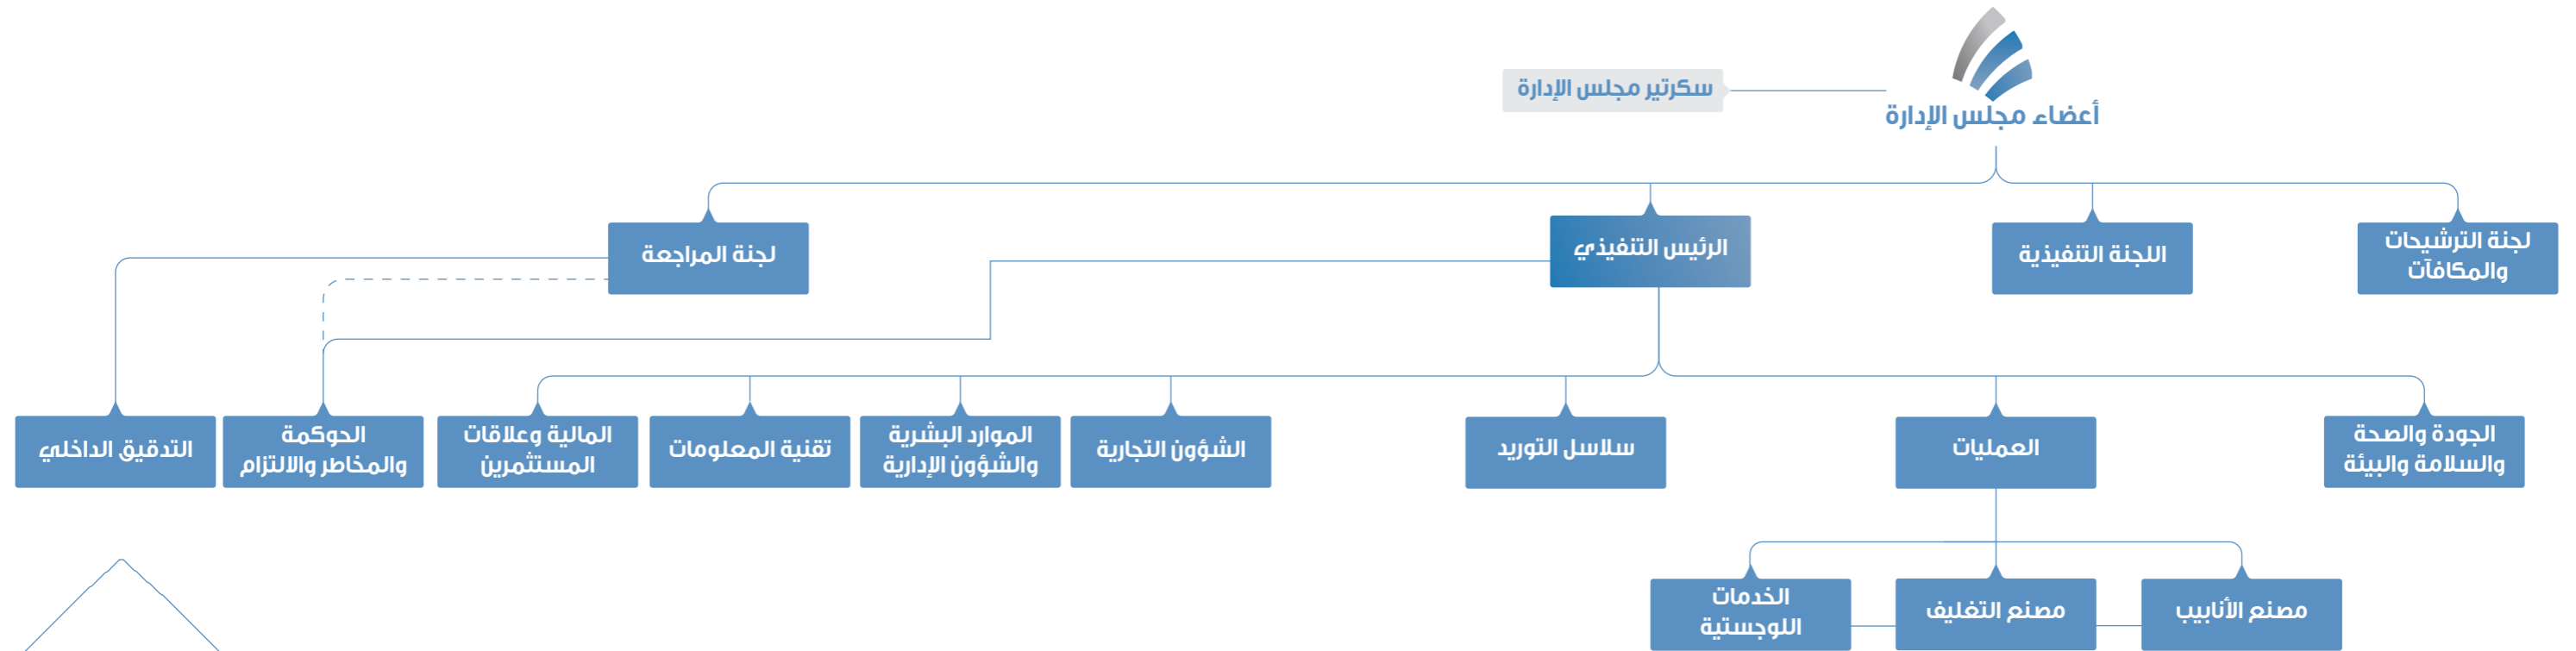 سكرتير مجلس الإدارة
أعضاء مجلس الإدارة
لجنة الترشيحات
والمكافآت
اللجنة التنفيذية
الرئيس التنفيذي
لجنة المراجعة
الجودة والصحة
والسلامة والبيئة
العمليات
سلاسل التوريد
الشؤون التجارية
الموارد البشرية
والشؤون الإدارية
تقنية المعلومات
المالية وعلاقات
المستثمرين
الحوكمة
والمخاطر والالتزام
التدقيق الداخلي
مصنع الأنابيب
مصنع التغليف
الخدمات
اللوجستية